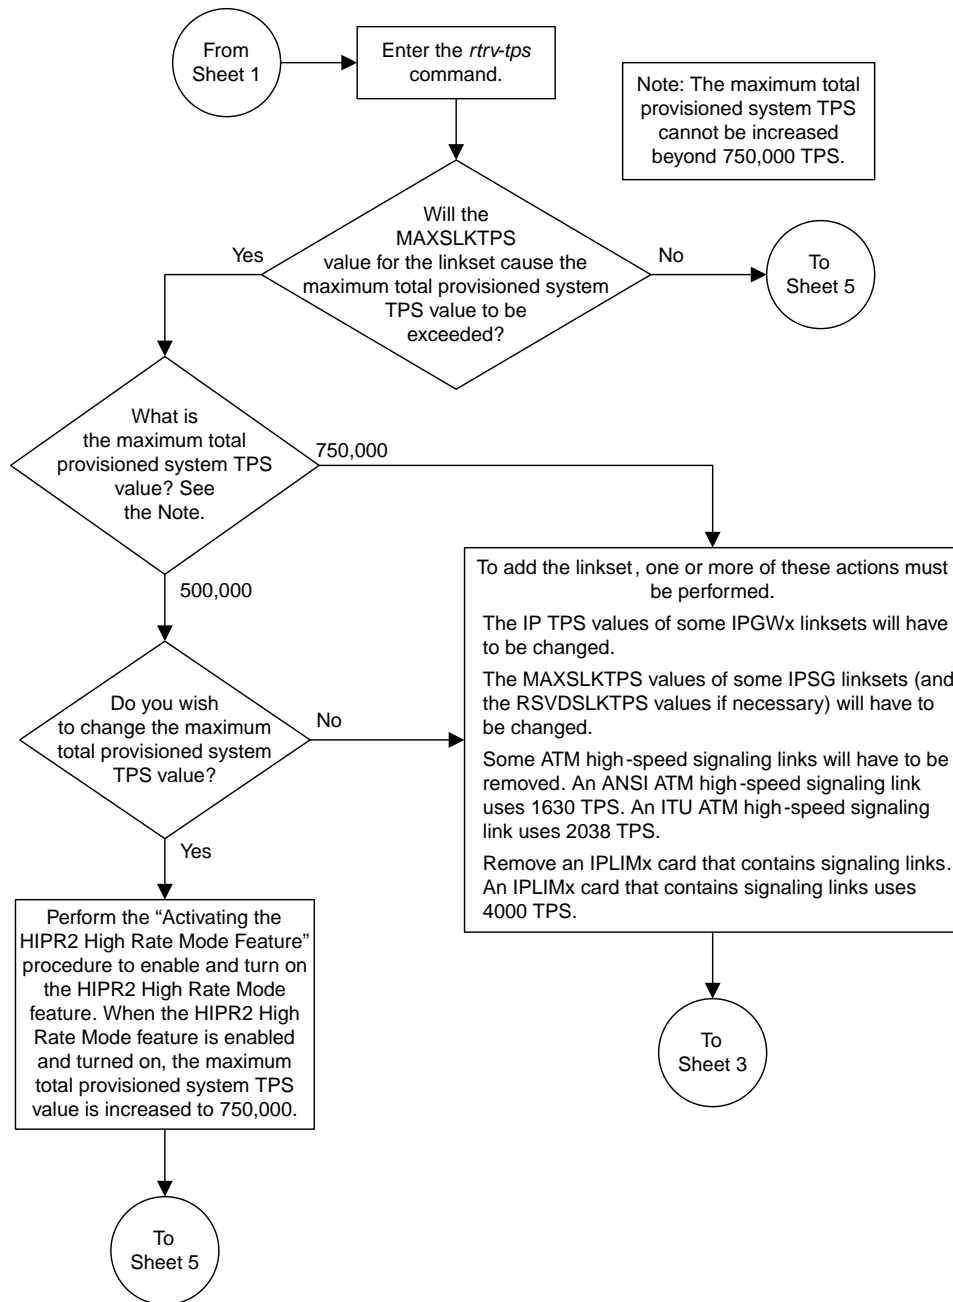 From
Sheet 1
Enter the rtrv-tps
command.
Note: The maximum total
provisioned system TPS
cannot be increased
beyond 750,000 TPS.
Will the
MAXSLKTPS
value for the linkset cause the
maximum total provisioned system
TPS value to be
exceeded?
Yes
No
To
Sheet 5
What is
the maximum total
provisioned system TPS
value? See
the Note.
750,000
500,000
To add the linkset, one or more of these actions must
be performed.
The IP TPS values of some IPGWx linksets will have
to be changed.
The MAXSLKTPS values of some IPSG linksets (and
the RSVDSLKTPS values if necessary) will have to
be changed.
Some ATM high-speed signaling links will have to be
removed. An ANSI ATM high-speed signaling link
uses 1630 TPS. An ITU ATM high-speed signaling
link uses 2038 TPS.
Remove an IPLIMx card that contains signaling links.
An IPLIMx card that contains signaling links uses
4000 TPS.
Do you wish
to change the maximum
total provisioned system
TPS value?
No
Yes
Perform the “Activating the
HIPR2 High Rate Mode Feature”
procedure to enable and turn on
the HIPR2 High Rate Mode
feature. When the HIPR2 High
Rate Mode feature is enabled
and turned on, the maximum
total provisioned system TPS
value is increased to 750,000.
To
Sheet 3
To
Sheet 5